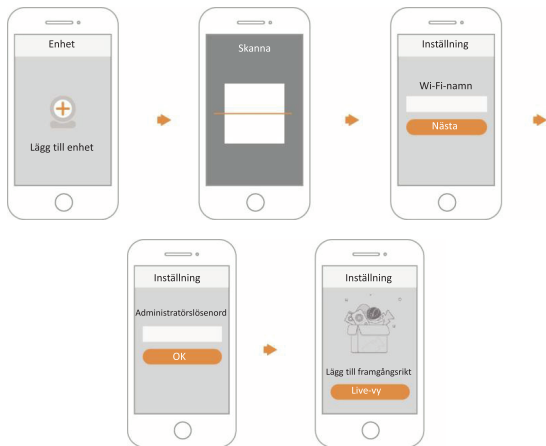 Enhet
Lägg till enhet
Skanna
Inställning
Wi-Fi-namn
Nästa
Inställning
Administratörslösenord
OK
Inställning
Lägg till framgångsrikt
Live-vy